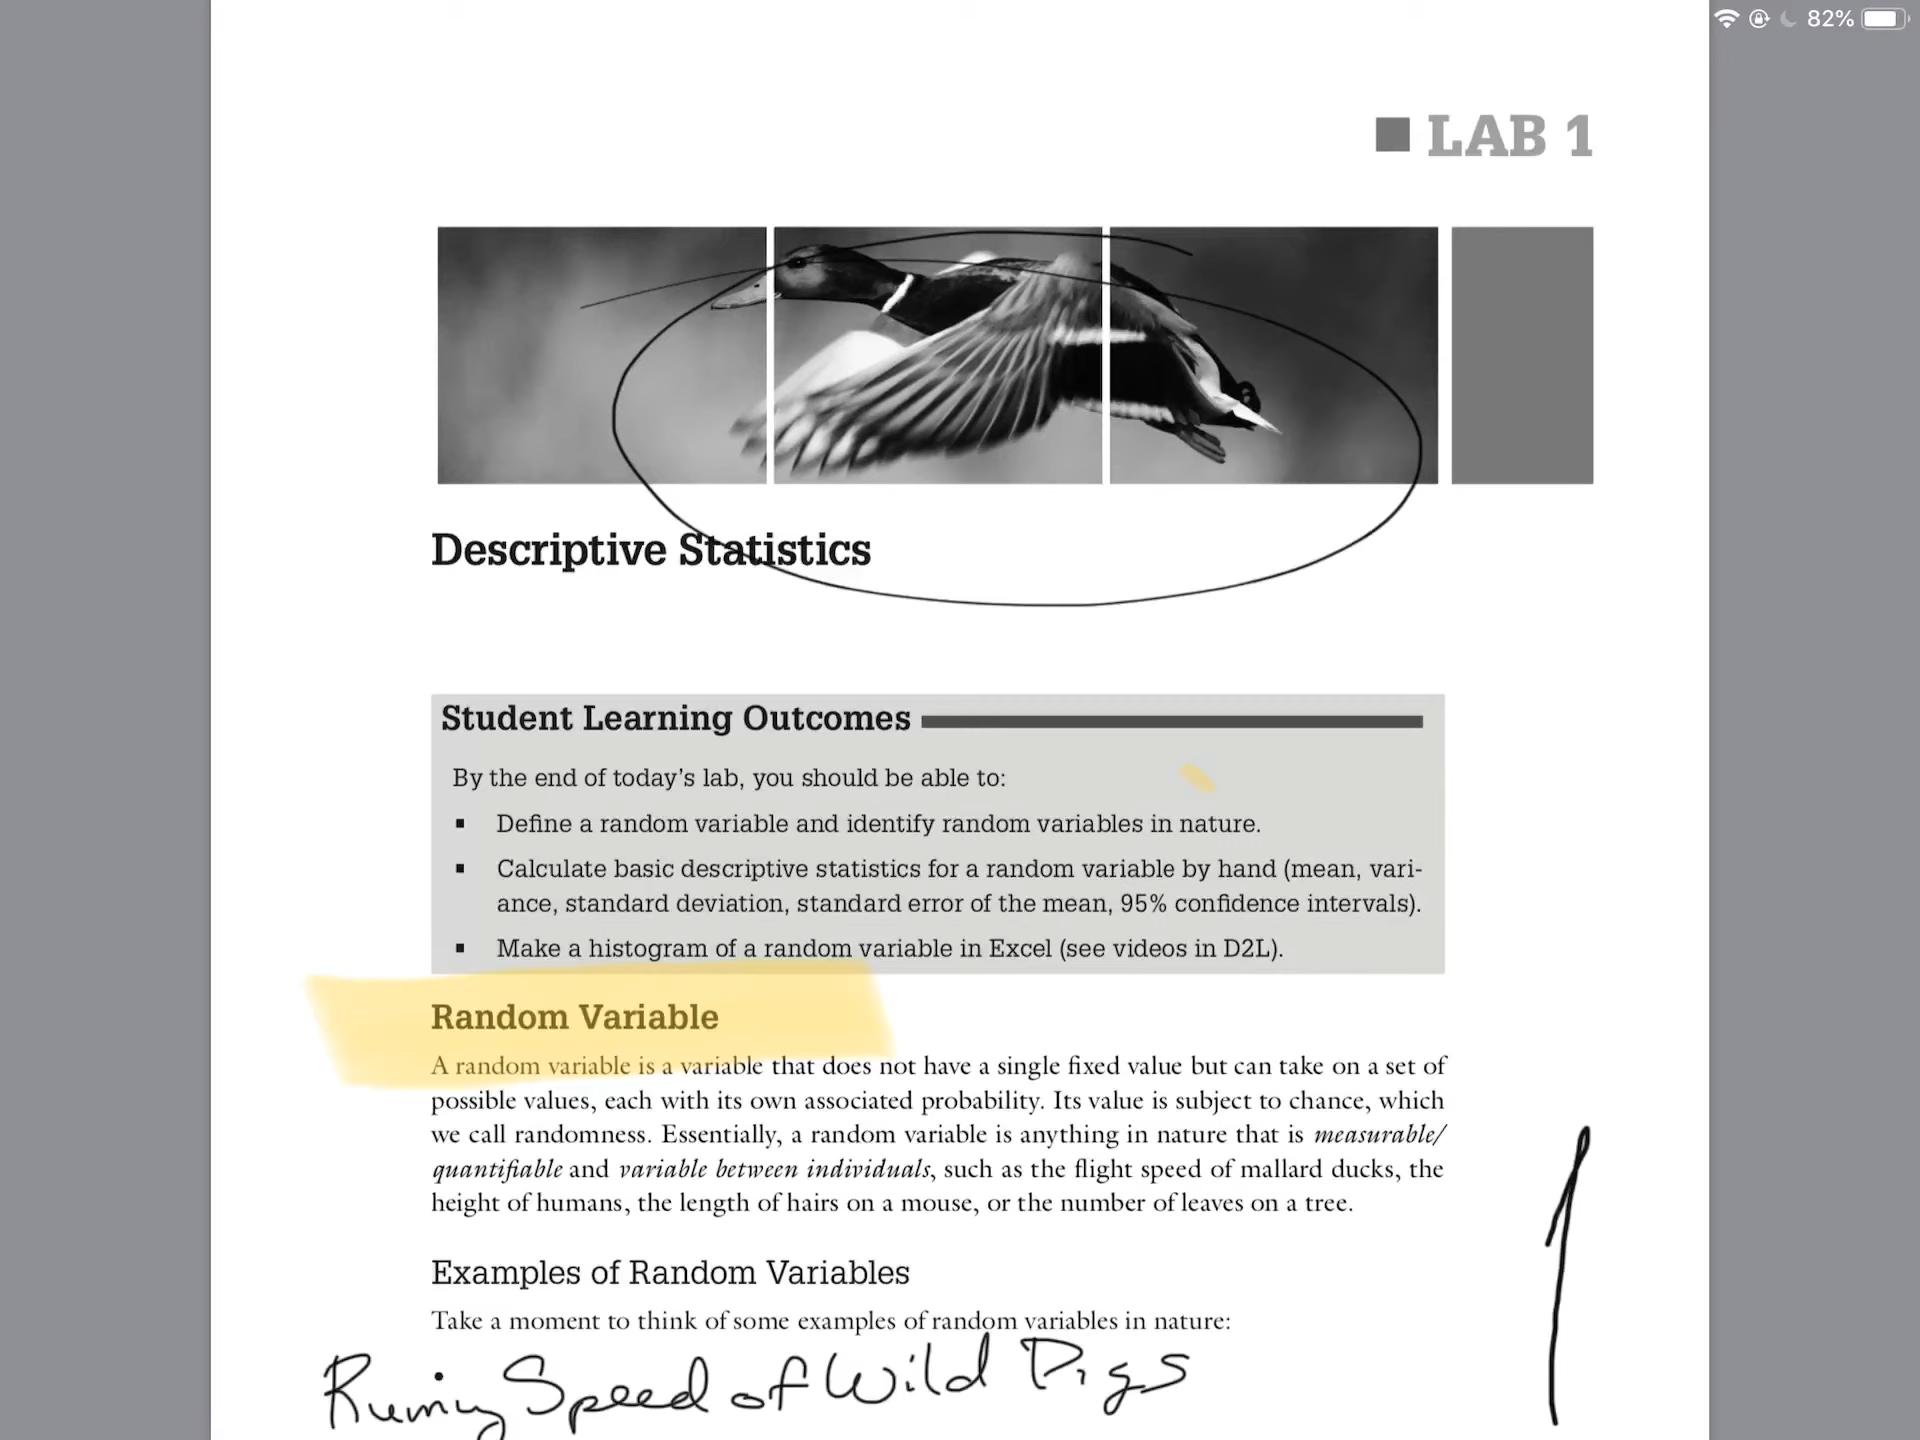 82%
LAB 1
Descriptive Statistics
Student Learning Outcomes
By the end of today's lab, you should be able to:
▪ Define a random variable and identify random variables in nature.
▪ Calculate basic descriptive statistics for a random variable by hand (mean, vari-
ance, standard deviation, standard error of the mean, 95% confidence intervals).
▪ Make a histogram of a random variable in Excel (see videos in D2L).
Random Variable
A random variable is a variable that does not have a single fixed value but can take on a set of
possible values, each with its own associated probability. Its value is subject to chance, which
we call randomness. Essentially, a random variable is anything in nature that is measurable/
quantifiable and variable between individuals, such as the flight speed of mallard ducks, the
height of humans, the length of hairs on a mouse, or the number of leaves on a tree.
Examples of Random Variables
Take a moment to think of some examples of random variables in nature:
Running Speed of Wild Pigs